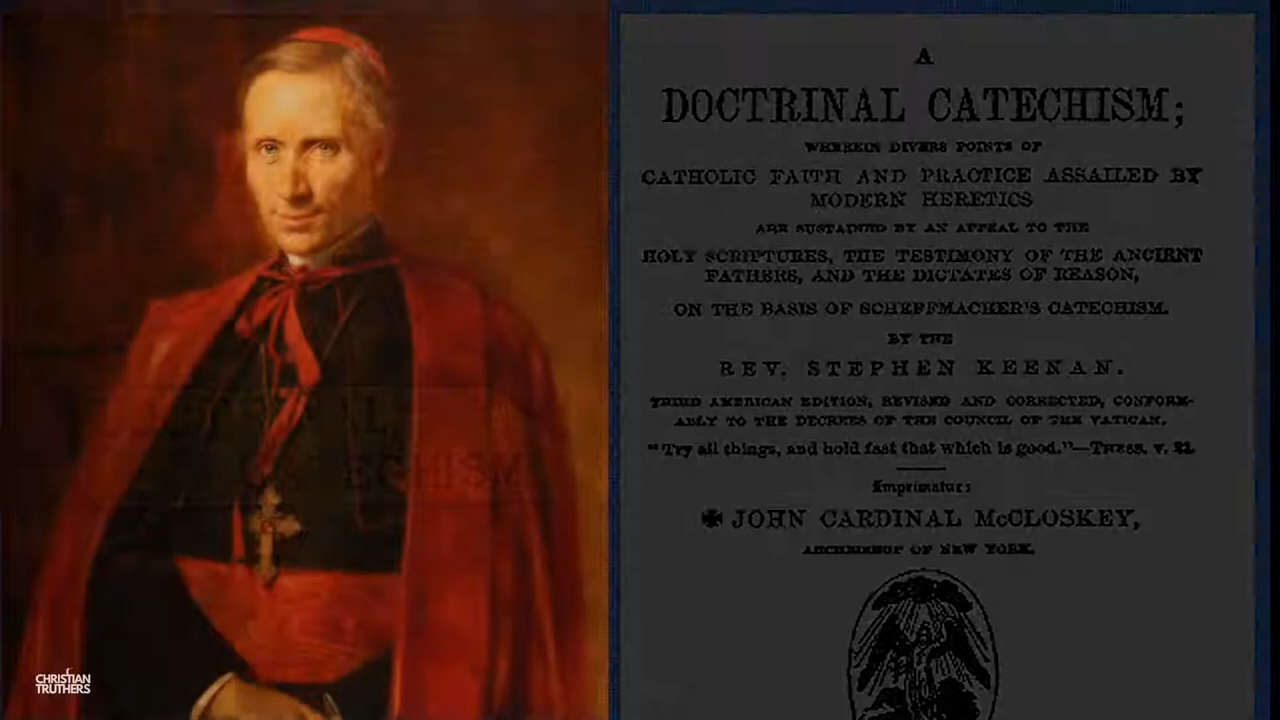 A
DOCTRINAL CATECHISM;
WHEREIN DIVERS POINTS OF
CATHOLIC FAITH AND PRACTICE ASSAILED BY
MODERN HERETICS
ARE SUSTAINED BY AN APPEAL TO THE
HOLY SCRIPTURES, THE TESTIMONY OF THE ANCIENT
FATHERS, AND THE DICTATES OF REASON,
ON THE BASIS OF SCHEFFMACKER'S CATECHISM.
BY THE
REV. STEPHEN KEENAN.
THIRD AMERICAN EDITION, REVISED AND CORRECTED, CONFORM-
ABLY TO THE DECREES OF THE COUNCIL OF THE VATICAN.
"Try all things, and hold fast that which is good."—THESS. v. 21.
Imprimatur:
✠ JOHN CARDINAL McCLOSKEY,
ARCHBISHOP OF NEW YORK.
CHRISTIAN
TRUTHERS